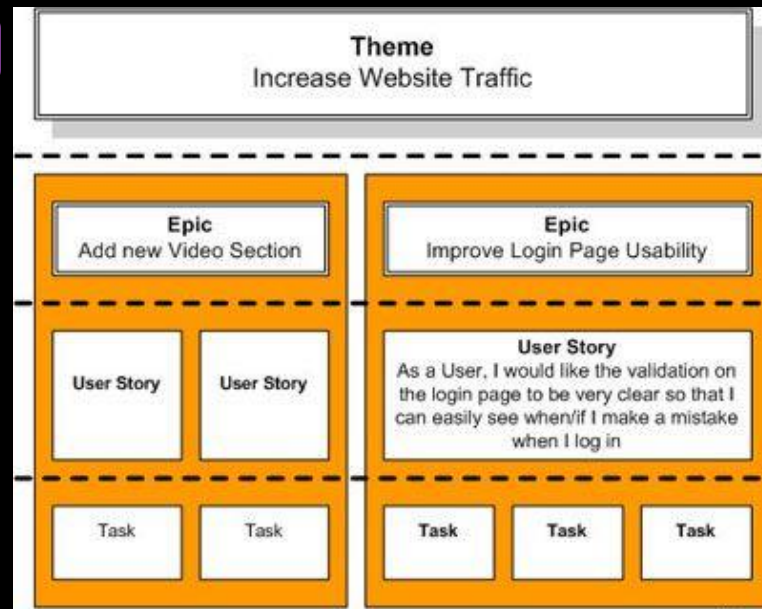 Theme
Increase Website Traffic
Epic
Add new Video Section
Epic
Improve Login Page Usability
User Story
User Story
User Story
As a User, I would like the validation on
the login page to be very clear so that I
can easily see when/if I make a mistake
when I log in
Task
Task
Task
Task
Task